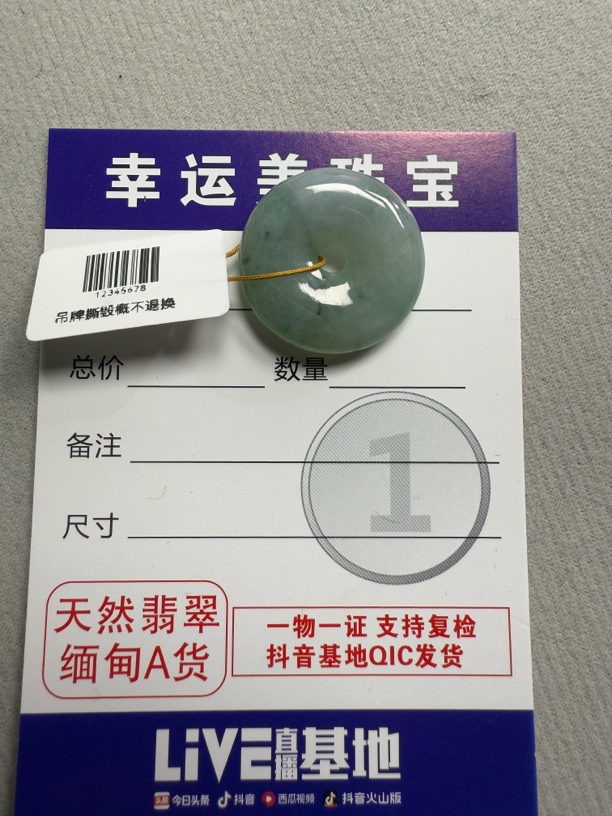 幸运美珠宝
12345678
吊牌撕毁概不退换
总价 数量
备注
1
尺寸
天然翡翠
缅甸A货
一物一证 支持复检
抖音基地QIC发货
LiVE直播基地
头条 今日头条 抖音 西瓜视频 抖音火山版